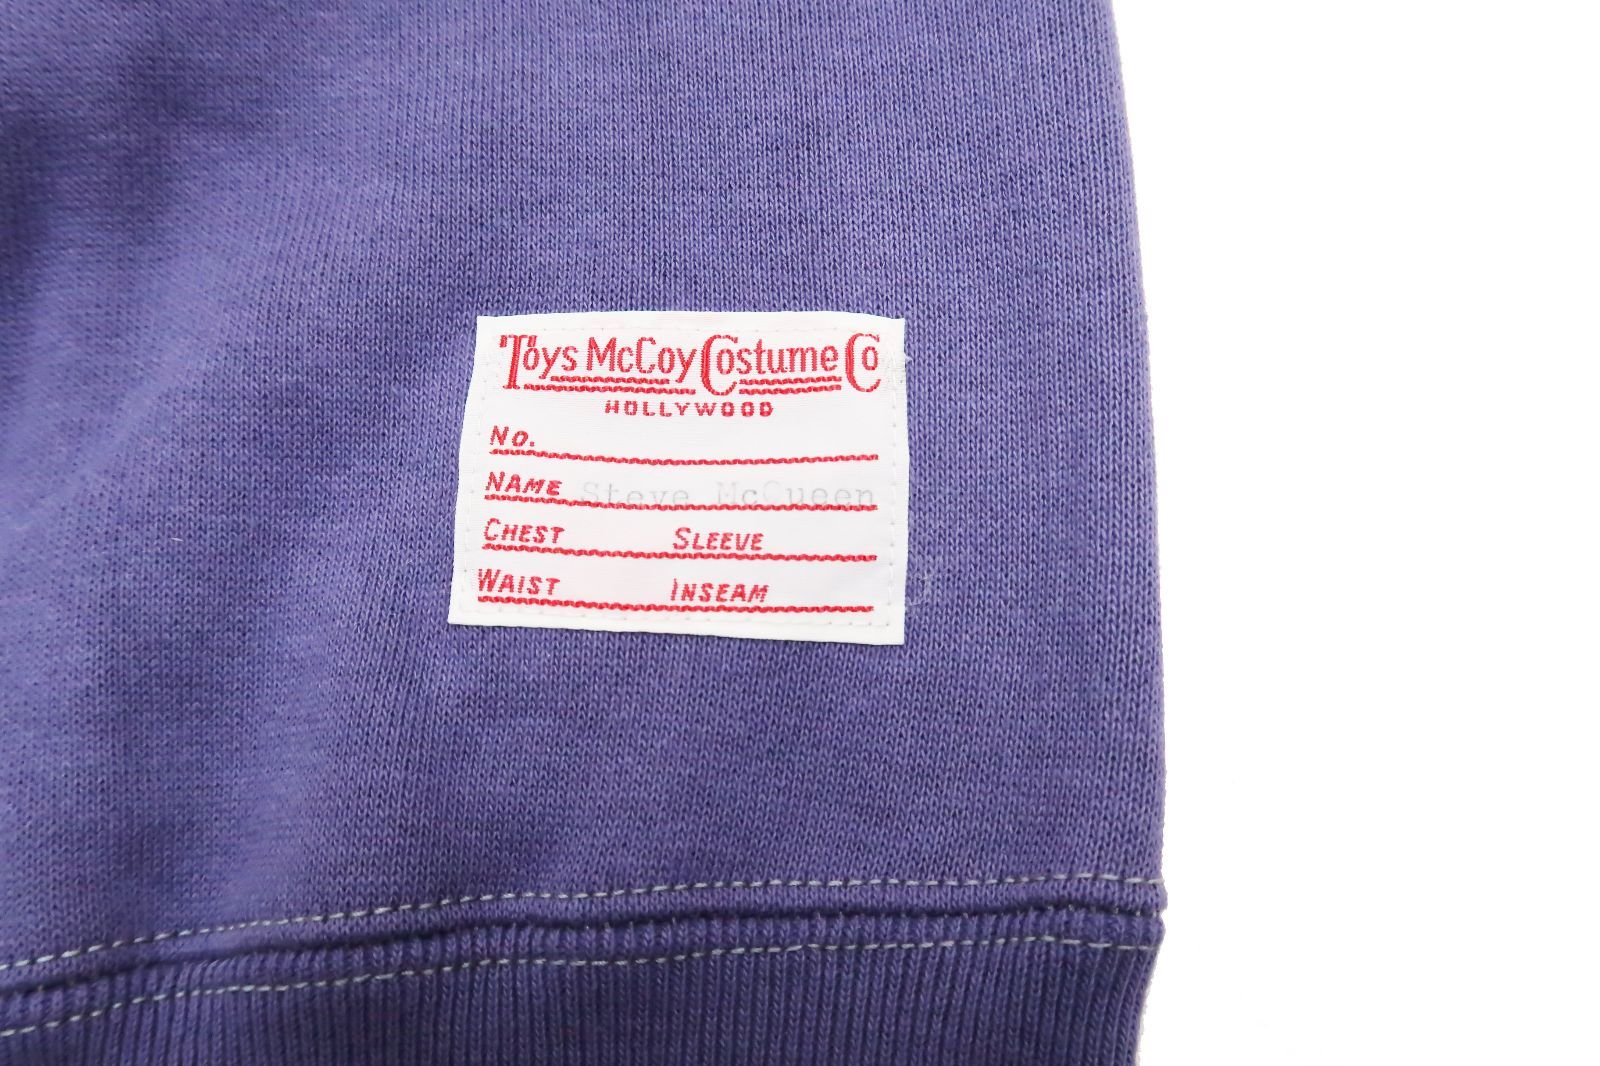 Toys McCoy Costume Co
HOLLYWOOD
NO.
NAME Steve McQueen
CHEST SLEEVE
WAIST INSEAM